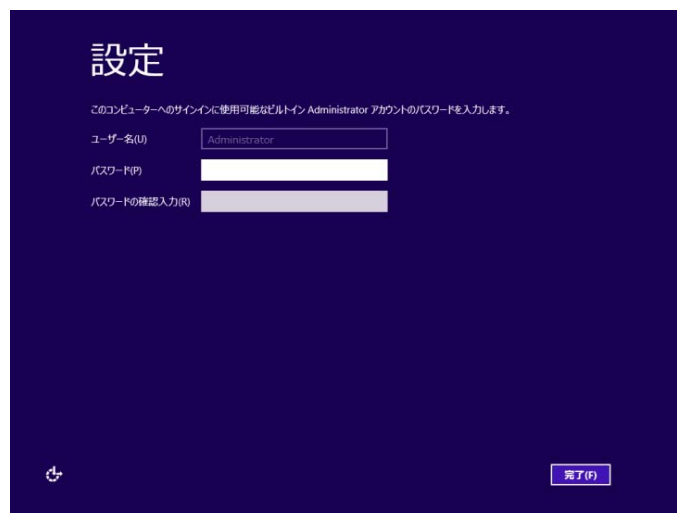 設定
このコンピューターへのサインインに使用可能なビルトイン Administrator アカウントのパスワードを入力します。
ユーザー名(U)
Administrator
パスワード(P)
パスワードの確認入力(R)
完了(F)